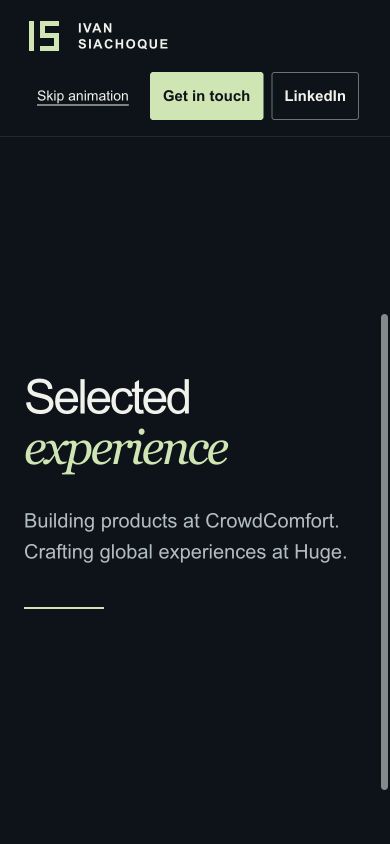 IS
IVAN
SIACHOQUE
Skip animation
Get in touch
LinkedIn
Selected
experience
Building products at CrowdComfort.
Crafting global experiences at Huge.